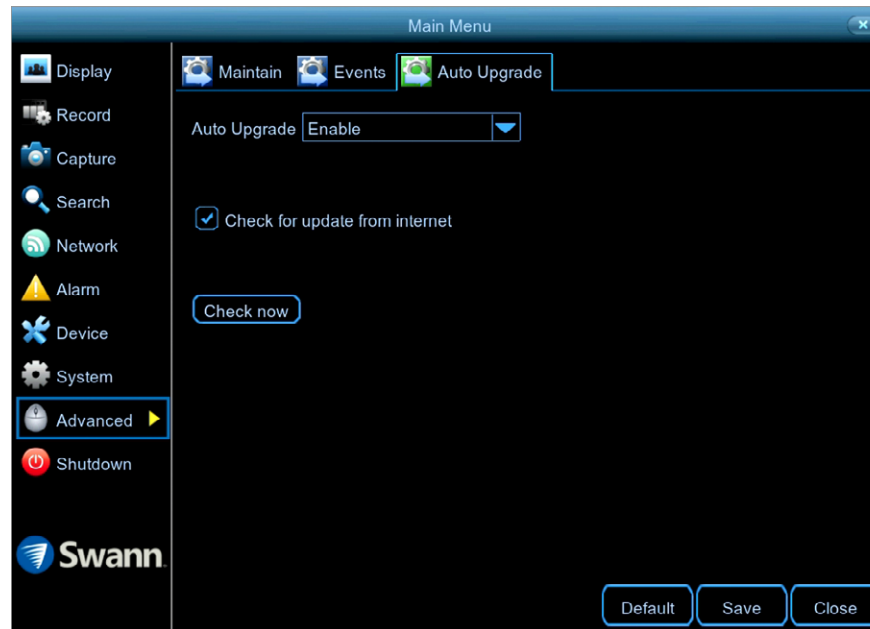 Main Menu
Display
Record
Capture
Search
Network
Alarm
Device
System
Advanced
Shutdown
Swann
Maintain Events Auto Upgrade
Auto Upgrade Enable
Check for update from internet
Check now
Default Save Close